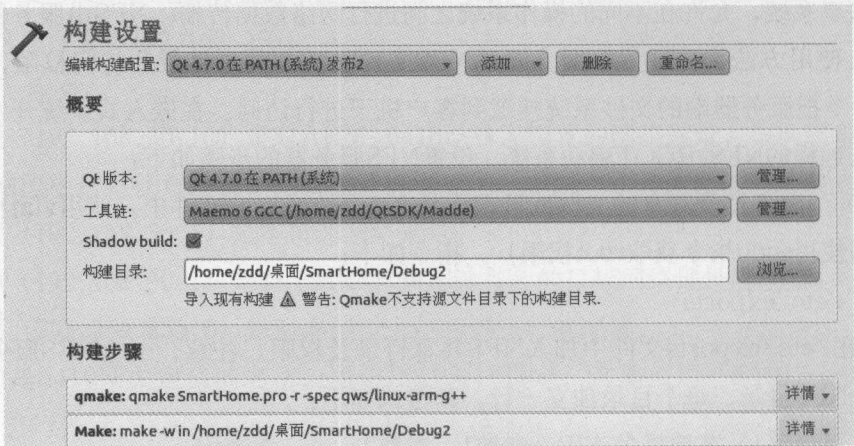 构建设置
编辑构建配置: Qt 4.7.0 在 PATH (系统) 发布2 添加 删除 重命名...
概要
Qt 版本: Qt 4.7.0 在 PATH (系统) 管理...
工具链: Maemo 6 GCC (/home/zdd/QtSDK/Madde) 管理...
Shadow build:
构建目录: /home/zdd/桌面/SmartHome/Debug2 浏览...
导入现有构建 警告: Qmake不支持源文件目录下的构建目录.
构建步骤
qmake: qmake SmartHome.pro -r -spec qws/linux-arm-g++ 详情
Make: make -w in /home/zdd/桌面/SmartHome/Debug2 详情